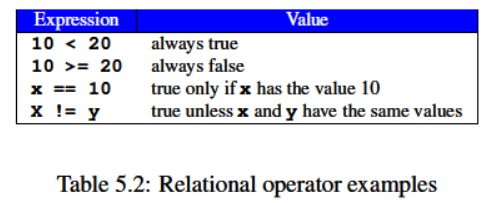 Expression Value
10 < 20 always true
10 >= 20 always false
x == 10 true only if x has the value 10
X != y true unless x and y have the same values
Table 5.2: Relational operator examples